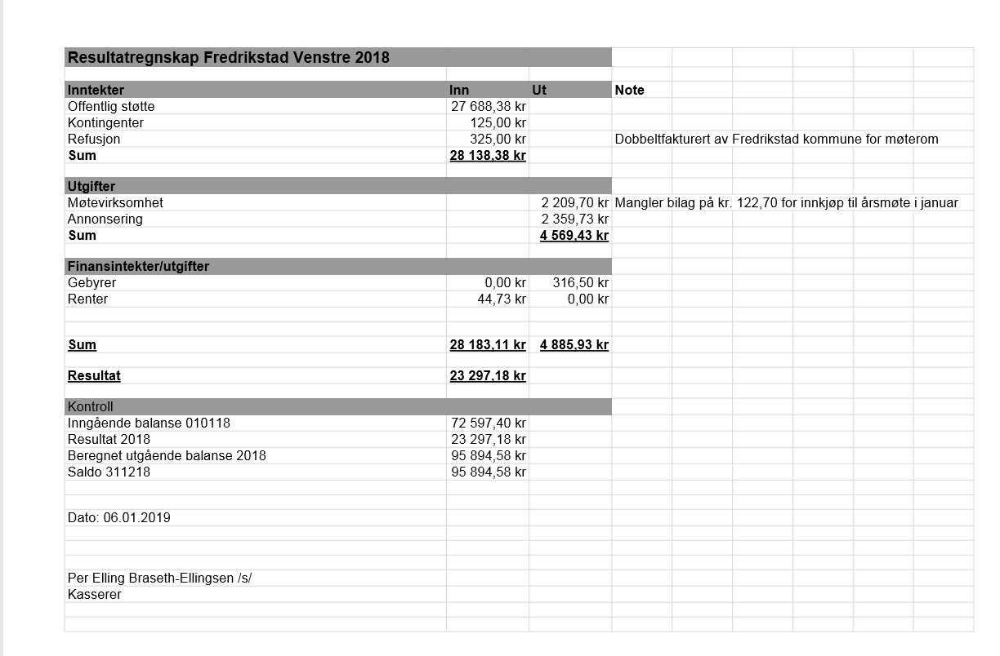 Resultatregnskap Fredrikstad Venstre 2018
Inntekter Inn Ut Note
Offentlig støtte 27 688,38 kr
Kontingenter 125,00 kr
Refusjon 325,00 kr Dobbeltfakturert av Fredrikstad kommune for møterom
Sum 28 138,38 kr
Utgifter
Møtevirksomhet 2 209,70 kr Mangler bilag på kr. 122,70 for innkjøp til årsmøte i januar
Annonsering 2 359,73 kr
Sum 4 569,43 kr
Finansintekter/utgifter
Gebyrer 0,00 kr 316,50 kr
Renter 44,73 kr 0,00 kr
Sum 28 183,11 kr 4 885,93 kr
Resultat 23 297,18 kr
Kontroll
Inngående balanse 010118 72 597,40 kr
Resultat 2018 23 297,18 kr
Beregnet utgående balanse 2018 95 894,58 kr
Saldo 311218 95 894,58 kr
Dato: 06.01.2019
Per Elling Braseth-Ellingsen /s/
Kasserer